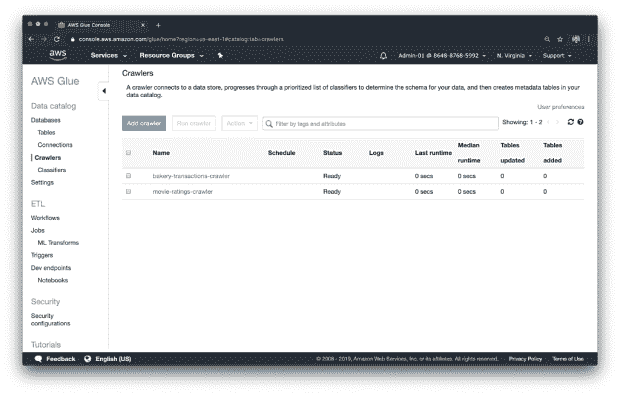 AWS Glue Console
console.aws.amazon.com/glue/home?region=us-east-1#catalog:tab=crawlers
aws Services Resource Groups Admin-01 @ 8648-8768-5992 N. Virginia Support
AWS Glue
Data catalog
Databases
Tables
Connections
Crawlers
Classifiers
Settings
ETL
Workflows
Jobs
ML Transforms
Triggers
Dev endpoints
Notebooks
Security
Security
configurations
Tutorials
Crawlers
A crawler connects to a data store, progresses through a prioritized list of classifiers to determine the schema for your data, and then creates metadata tables in your
data catalog.
User preferences
Add crawler Run crawler Action Filter by tags and attributes Showing: 1 - 2
Name Schedule Status Logs Last runtime Median runtime Tables updated Tables added
bakery-transactions-crawler Ready 0 secs 0 secs 0 0
movie-ratings-crawler Ready 0 secs 0 secs 0 0
Feedback English (US) © 2008 - 2019, Amazon Web Services, Inc. or its affiliates. All rights reserved. Privacy Policy Terms of Use